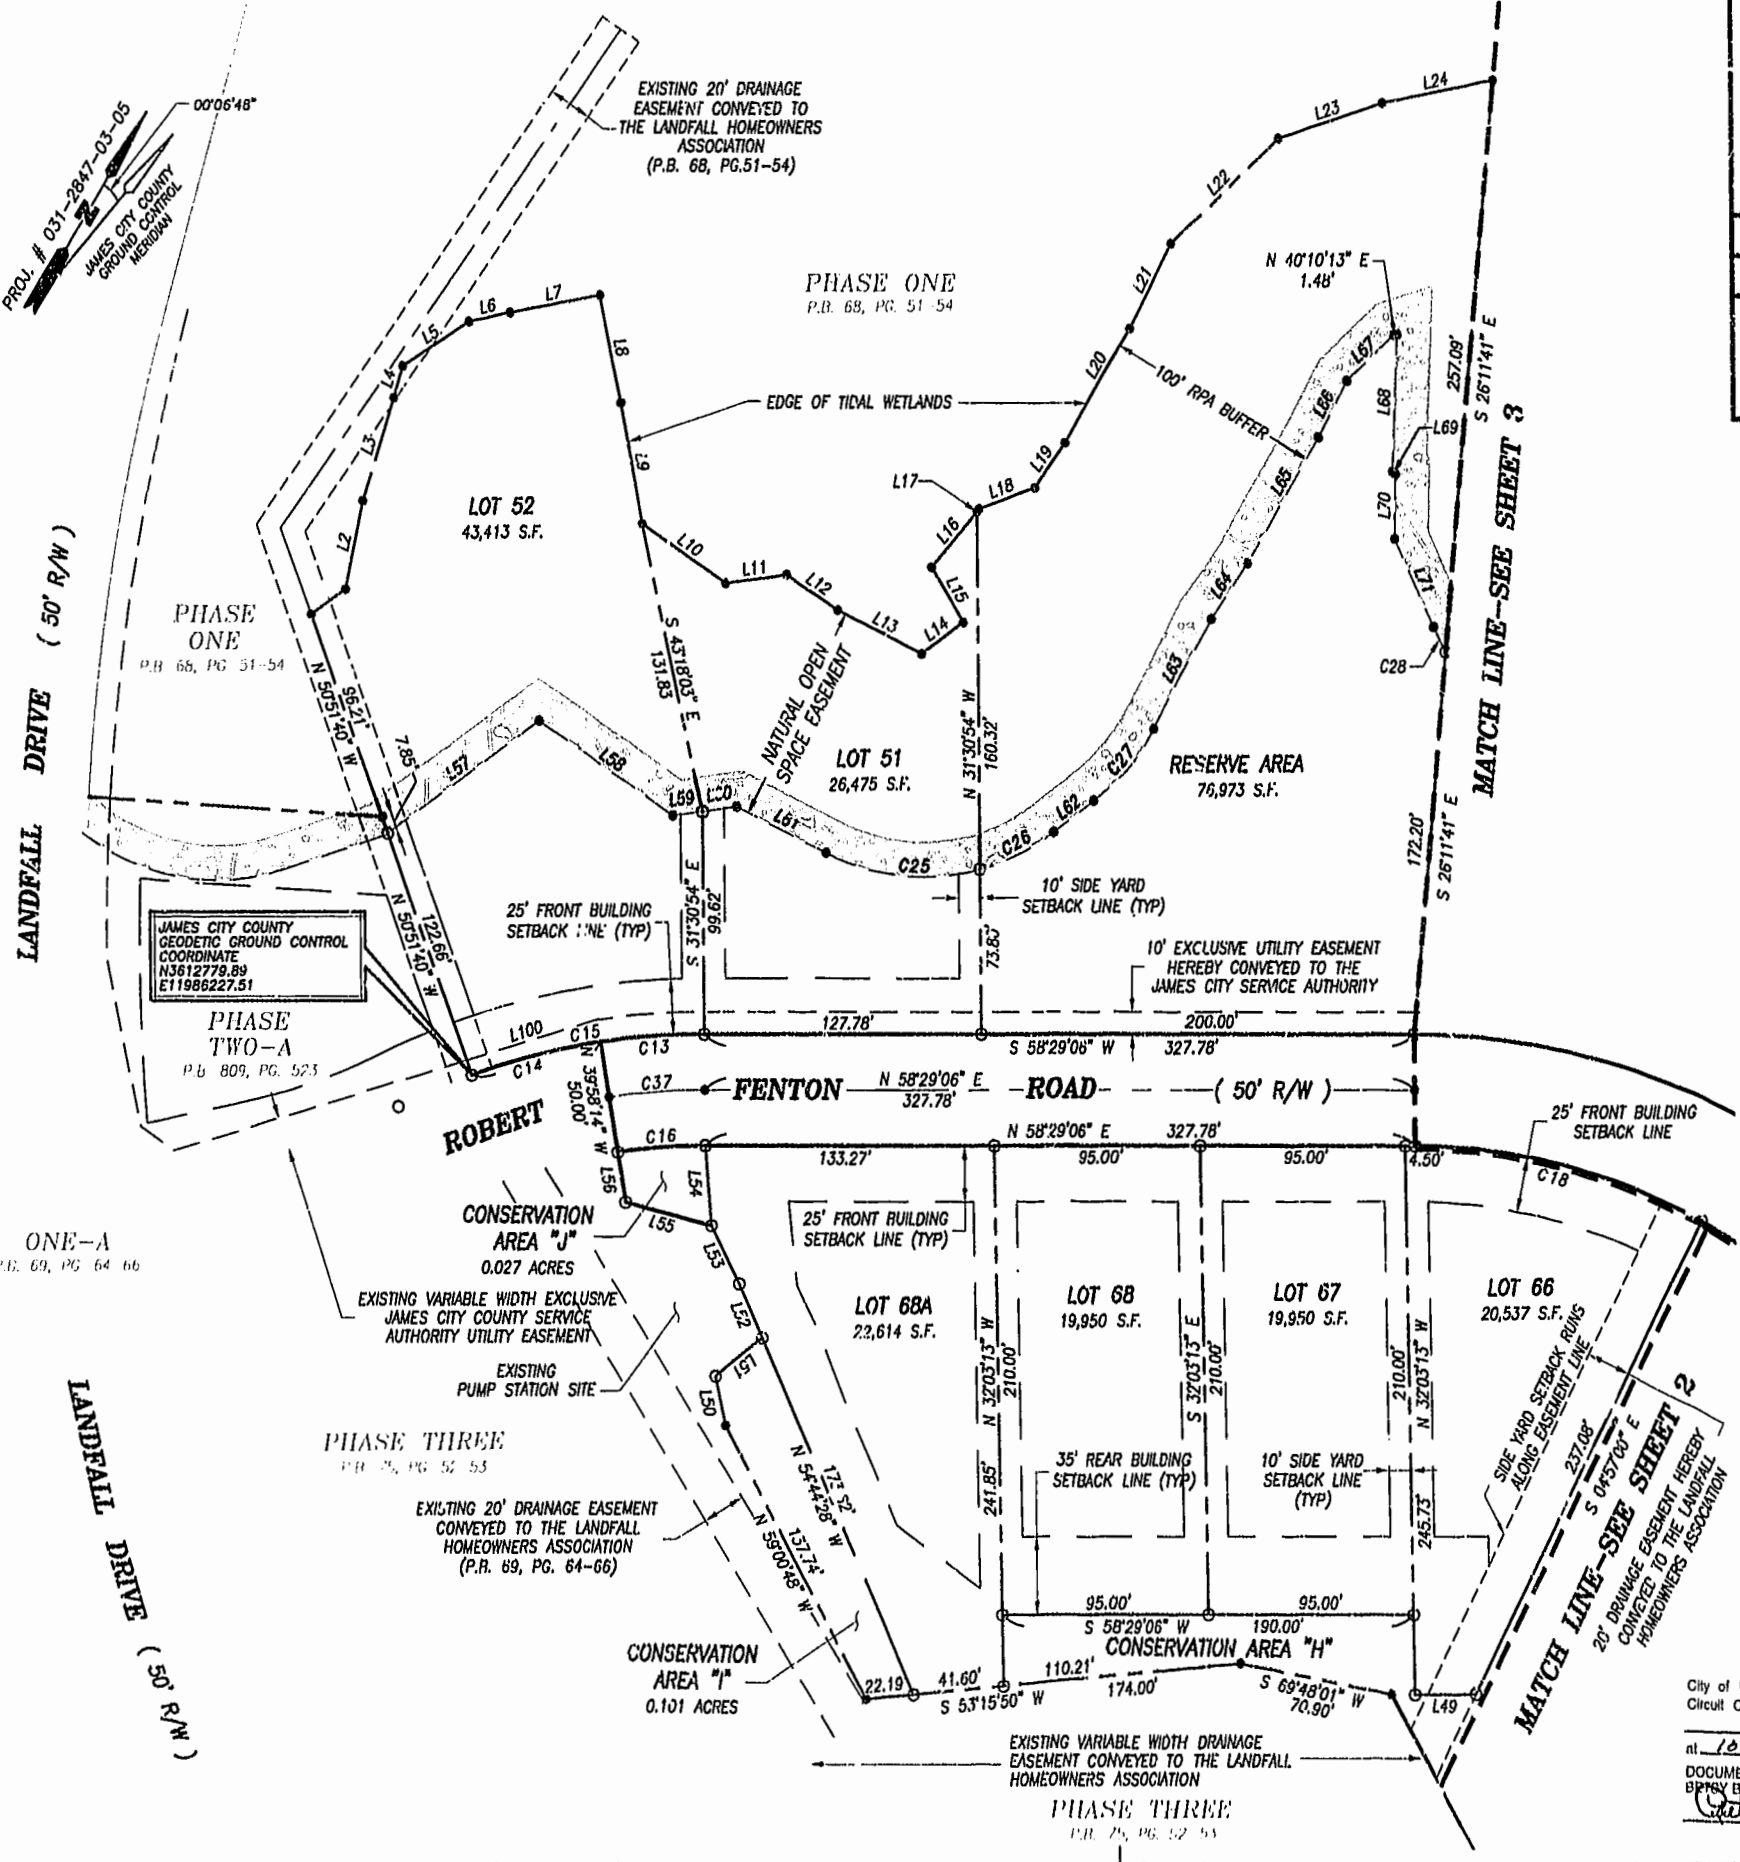 PROJ. # 031-2847-03-05
00°06'48"
N
JAMES CITY COUNTY
GROUND CONTROL
MERIDIAN
EXISTING 20' DRAINAGE
EASEMENT CONVEYED TO
THE LANDFALL HOMEOWNERS
ASSOCIATION
(P.B. 68, PG.51-54)
PHASE ONE
P.B. 68, PG. 51-54
L24
L23
L22
L21
L20
L19
L18
L17
L16
L15
L14
L13
L12
L11
L10
L9
L8
L7
L6
L5
L4
L3
L2
N 40°10'13" E
1.48'
EDGE OF TIDAL WETLANDS
100' RPA BUFFER
L67
L66
L65
L64
L63
L68
L69
L70
L71
C28
257.09'
S 26°11'41" E
MATCH LINE-SEE SHEET 3
LOT 52
43,413 S.F.
LANDFALL DRIVE ( 50' R/W )
PHASE
ONE
P.B. 68, PG 51-54
96.21'
N 50°51'40" W
7.85'
L57
L58
L59
L61
S 43°18'03" E
131.83
NATURAL OPEN
SPACE EASEMENT
LOT 51
26,475 S.F.
N 31°30'54" W
160.32'
C25
C26
L62
C27
RESERVE AREA
76,973 S.F.
172.20'
S 26°11'41" E
10' SIDE YARD
SETBACK LINE (TYP)
25' FRONT BUILDING
SETBACK LINE (TYP)
S 31°30'54" E
99.62'
122.66'
N 50°51'40" W
JAMES CITY COUNTY
GEODETIC GROUND CONTROL
COORDINATE
N3612779.89
E11986227.51
10' EXCLUSIVE UTILITY EASEMENT
HEREBY CONVEYED TO THE
JAMES CITY SERVICE AUTHORITY
PHASE
TWO-A
P.B 809, PG. 523
L100
C15
C13
C14
127.78'
200.00'
S 58°29'06" W 327.78'
N 39°58'14" W
50.00'
C37
ROBERT FENTON ROAD ( 50' R/W )
N 58°29'06" E
327.78'
C16
N 58°29'06" E 327.78'
133.27'
95.00'
95.00'
4.50'
C18
25' FRONT BUILDING
SETBACK LINE
L56
L55
L54
L53
L52
L51
L50
CONSERVATION
AREA "J"
0.027 ACRES
25' FRONT BUILDING
SETBACK LINE (TYP)
ONE-A
P.B. 69, PG 64-66
EXISTING VARIABLE WIDTH EXCLUSIVE
JAMES CITY COUNTY SERVICE
AUTHORITY UTILITY EASEMENT
LOT 68A
22,614 S.F.
LOT 68
19,950 S.F.
LOT 67
19,950 S.F.
LOT 66
20,537 S.F.
EXISTING
PUMP STATION SITE
N 32°03'13" W
210.00'
S 32°03'13" E
210.00'
N 32°03'13" W
210.00'
SIDE YARD SETBACK RUNS
ALONG EASEMENT LINE
237.08'
S 04°57'00" E
MATCH LINE-SEE SHEET 2
20' DRAINAGE EASEMENT HEREBY
CONVEYED TO THE LANDFALL
HOMEOWNERS ASSOCIATION
LANDFALL DRIVE ( 50' R/W )
PHASE THREE
P.B. 75, PG 52-53
EXISTING 20' DRAINAGE EASEMENT
CONVEYED TO THE LANDFALL
HOMEOWNERS ASSOCIATION
(P.B. 69, PG. 64-66)
N 54°44'28" W
137.74'
N 59°00'48" W
35' REAR BUILDING
SETBACK LINE (TYP)
10' SIDE YARD
SETBACK LINE
(TYP)
241.85'
245.73'
95.00'
95.00'
S 58°29'06" W 190.00'
CONSERVATION AREA "H"
CONSERVATION
AREA "I"
0.101 ACRES
22.19
41.60'
110.21'
S 53°15'50" W 174.00'
S 69°48'01" W
70.90'
L49
EXISTING VARIABLE WIDTH DRAINAGE
EASEMENT CONVEYED TO THE LANDFALL
HOMEOWNERS ASSOCIATION
PHASE THREE
P.B. 75, PG. 52-53
City of
Circuit
at 10
DOCUME